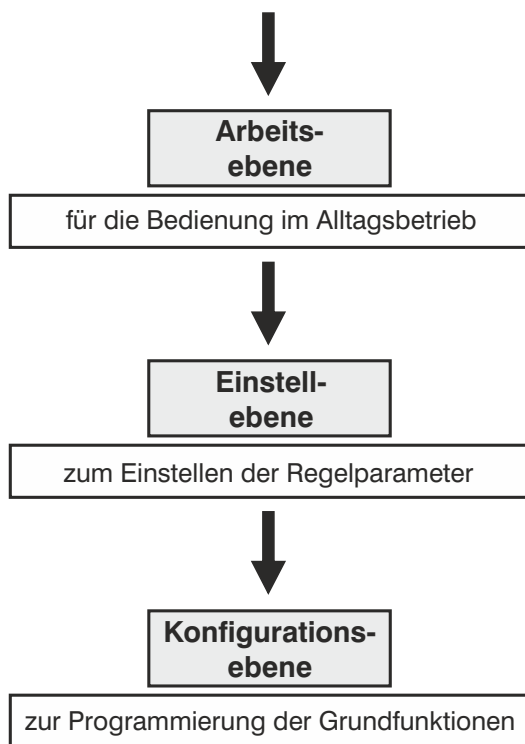 Arbeits-
ebene
für die Bedienung im Alltagsbetrieb
Einstell-
ebene
zum Einstellen der Regelparameter
Konfigurations-
ebene
zur Programmierung der Grundfunktionen